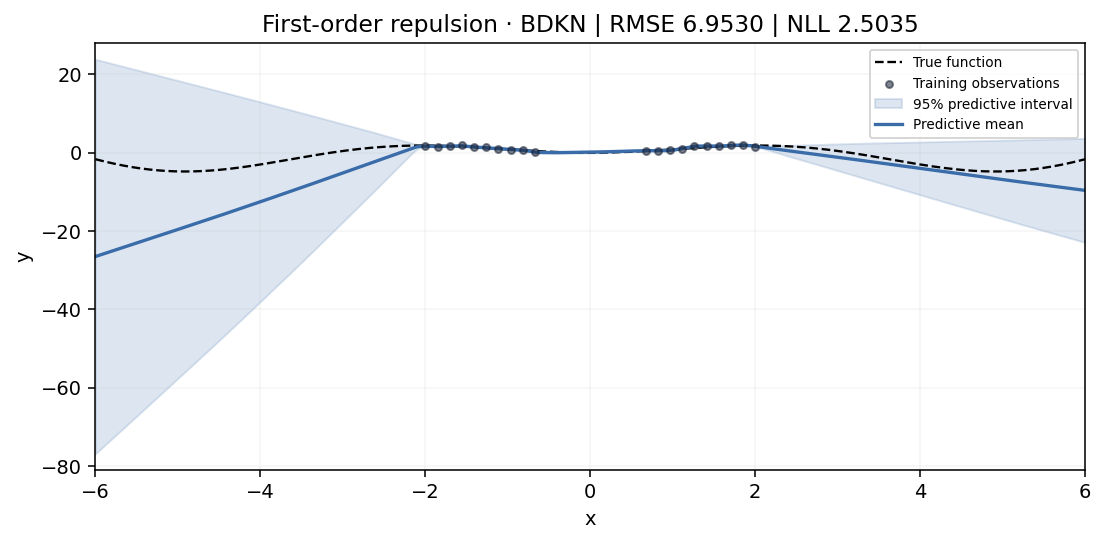 First-order repulsion · BDKN | RMSE 6.9530 | NLL 2.5035
True function
Training observations
95% predictive interval
Predictive mean
20
0
−20
−40
−60
−80
y
−6
−4
−2
0
2
4
6
x